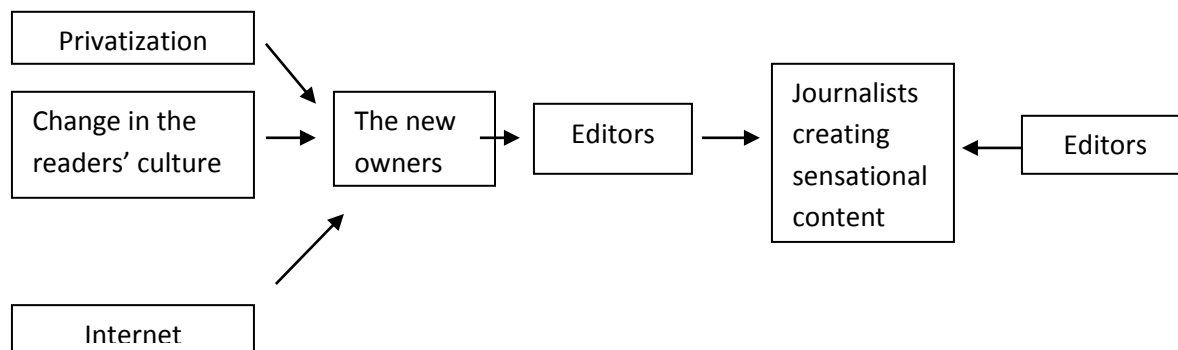 Privatization
Change in the
readers’ culture
Internet
The new
owners
Editors
Journalists
creating
sensational
content
Editors